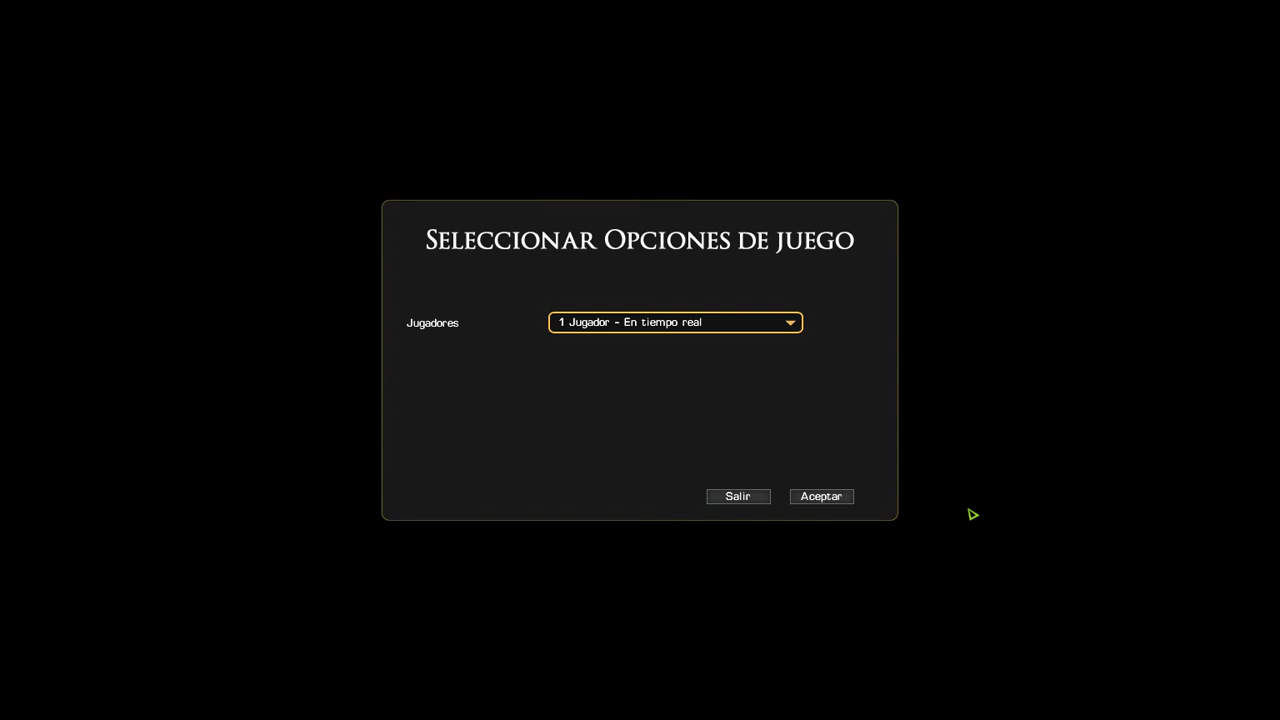 Seleccionar Opciones de juego
Jugadores
1 Jugador - En tiempo real
Salir
Aceptar